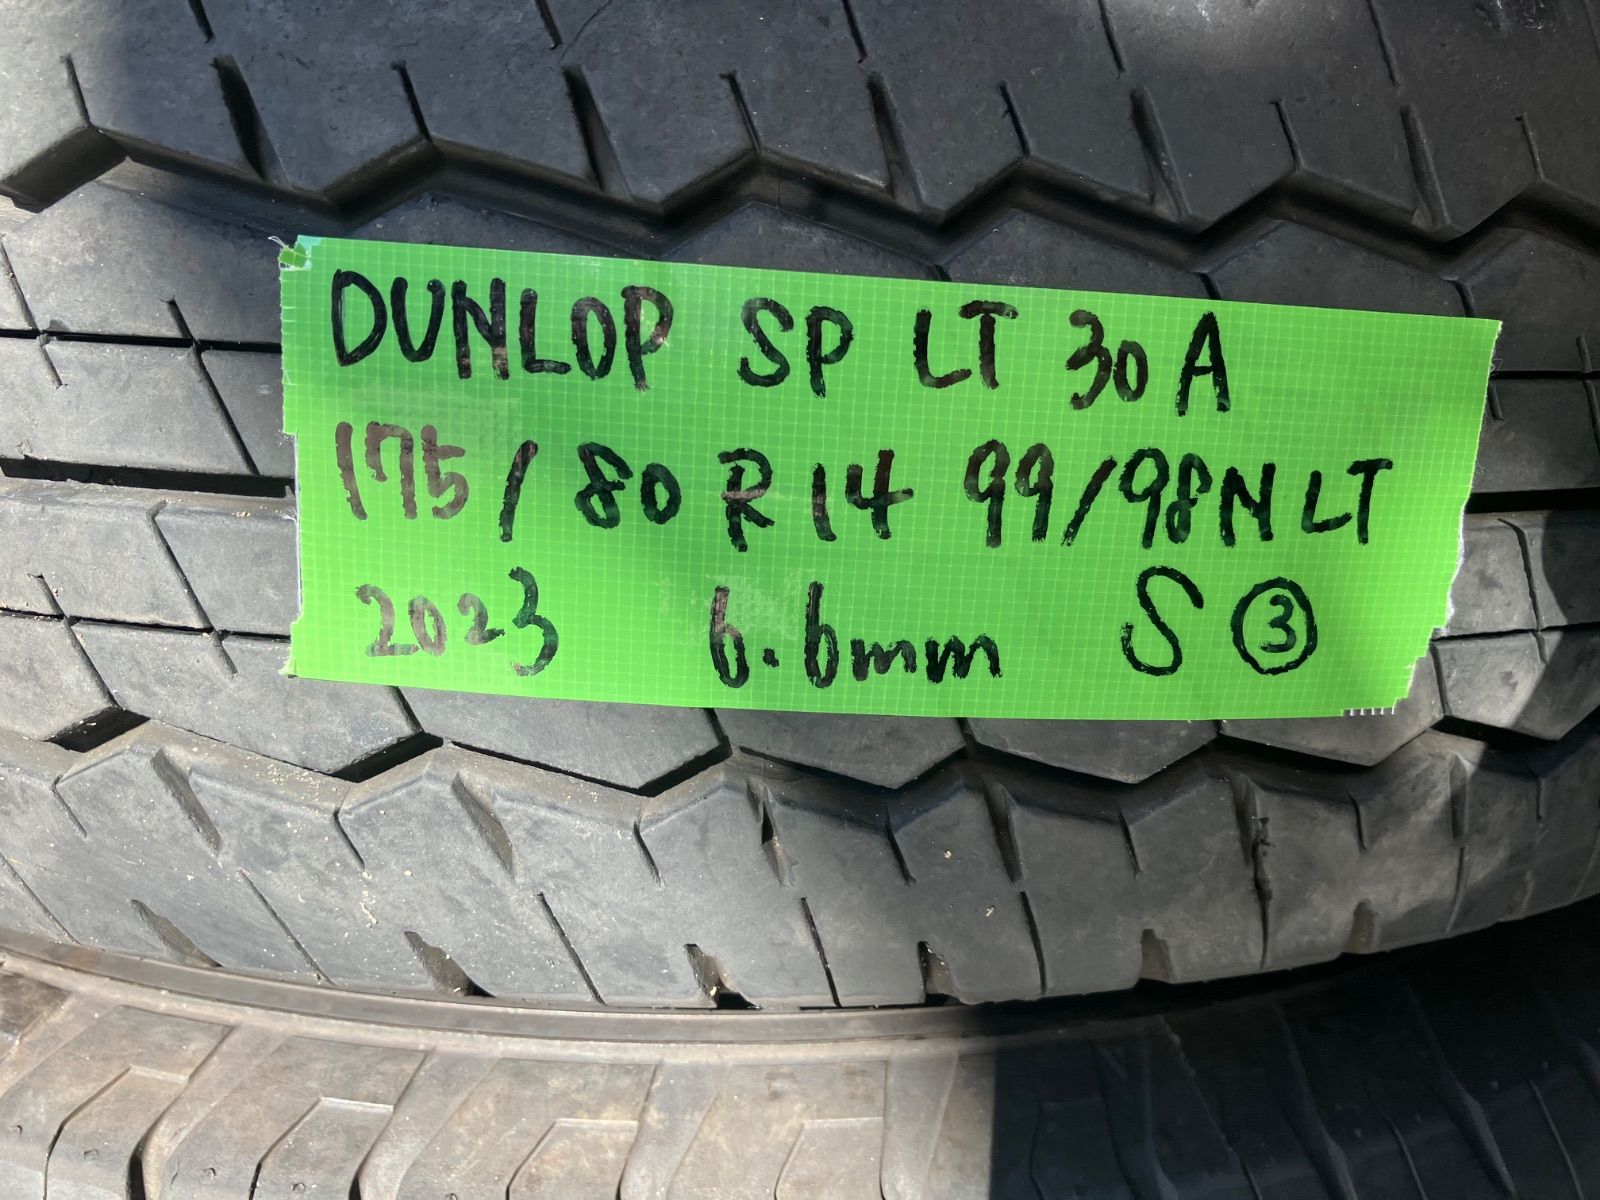 DUNLOP SP LT 30 A
175/80 R 14 99/98N LT
2023 6.6mm S ③